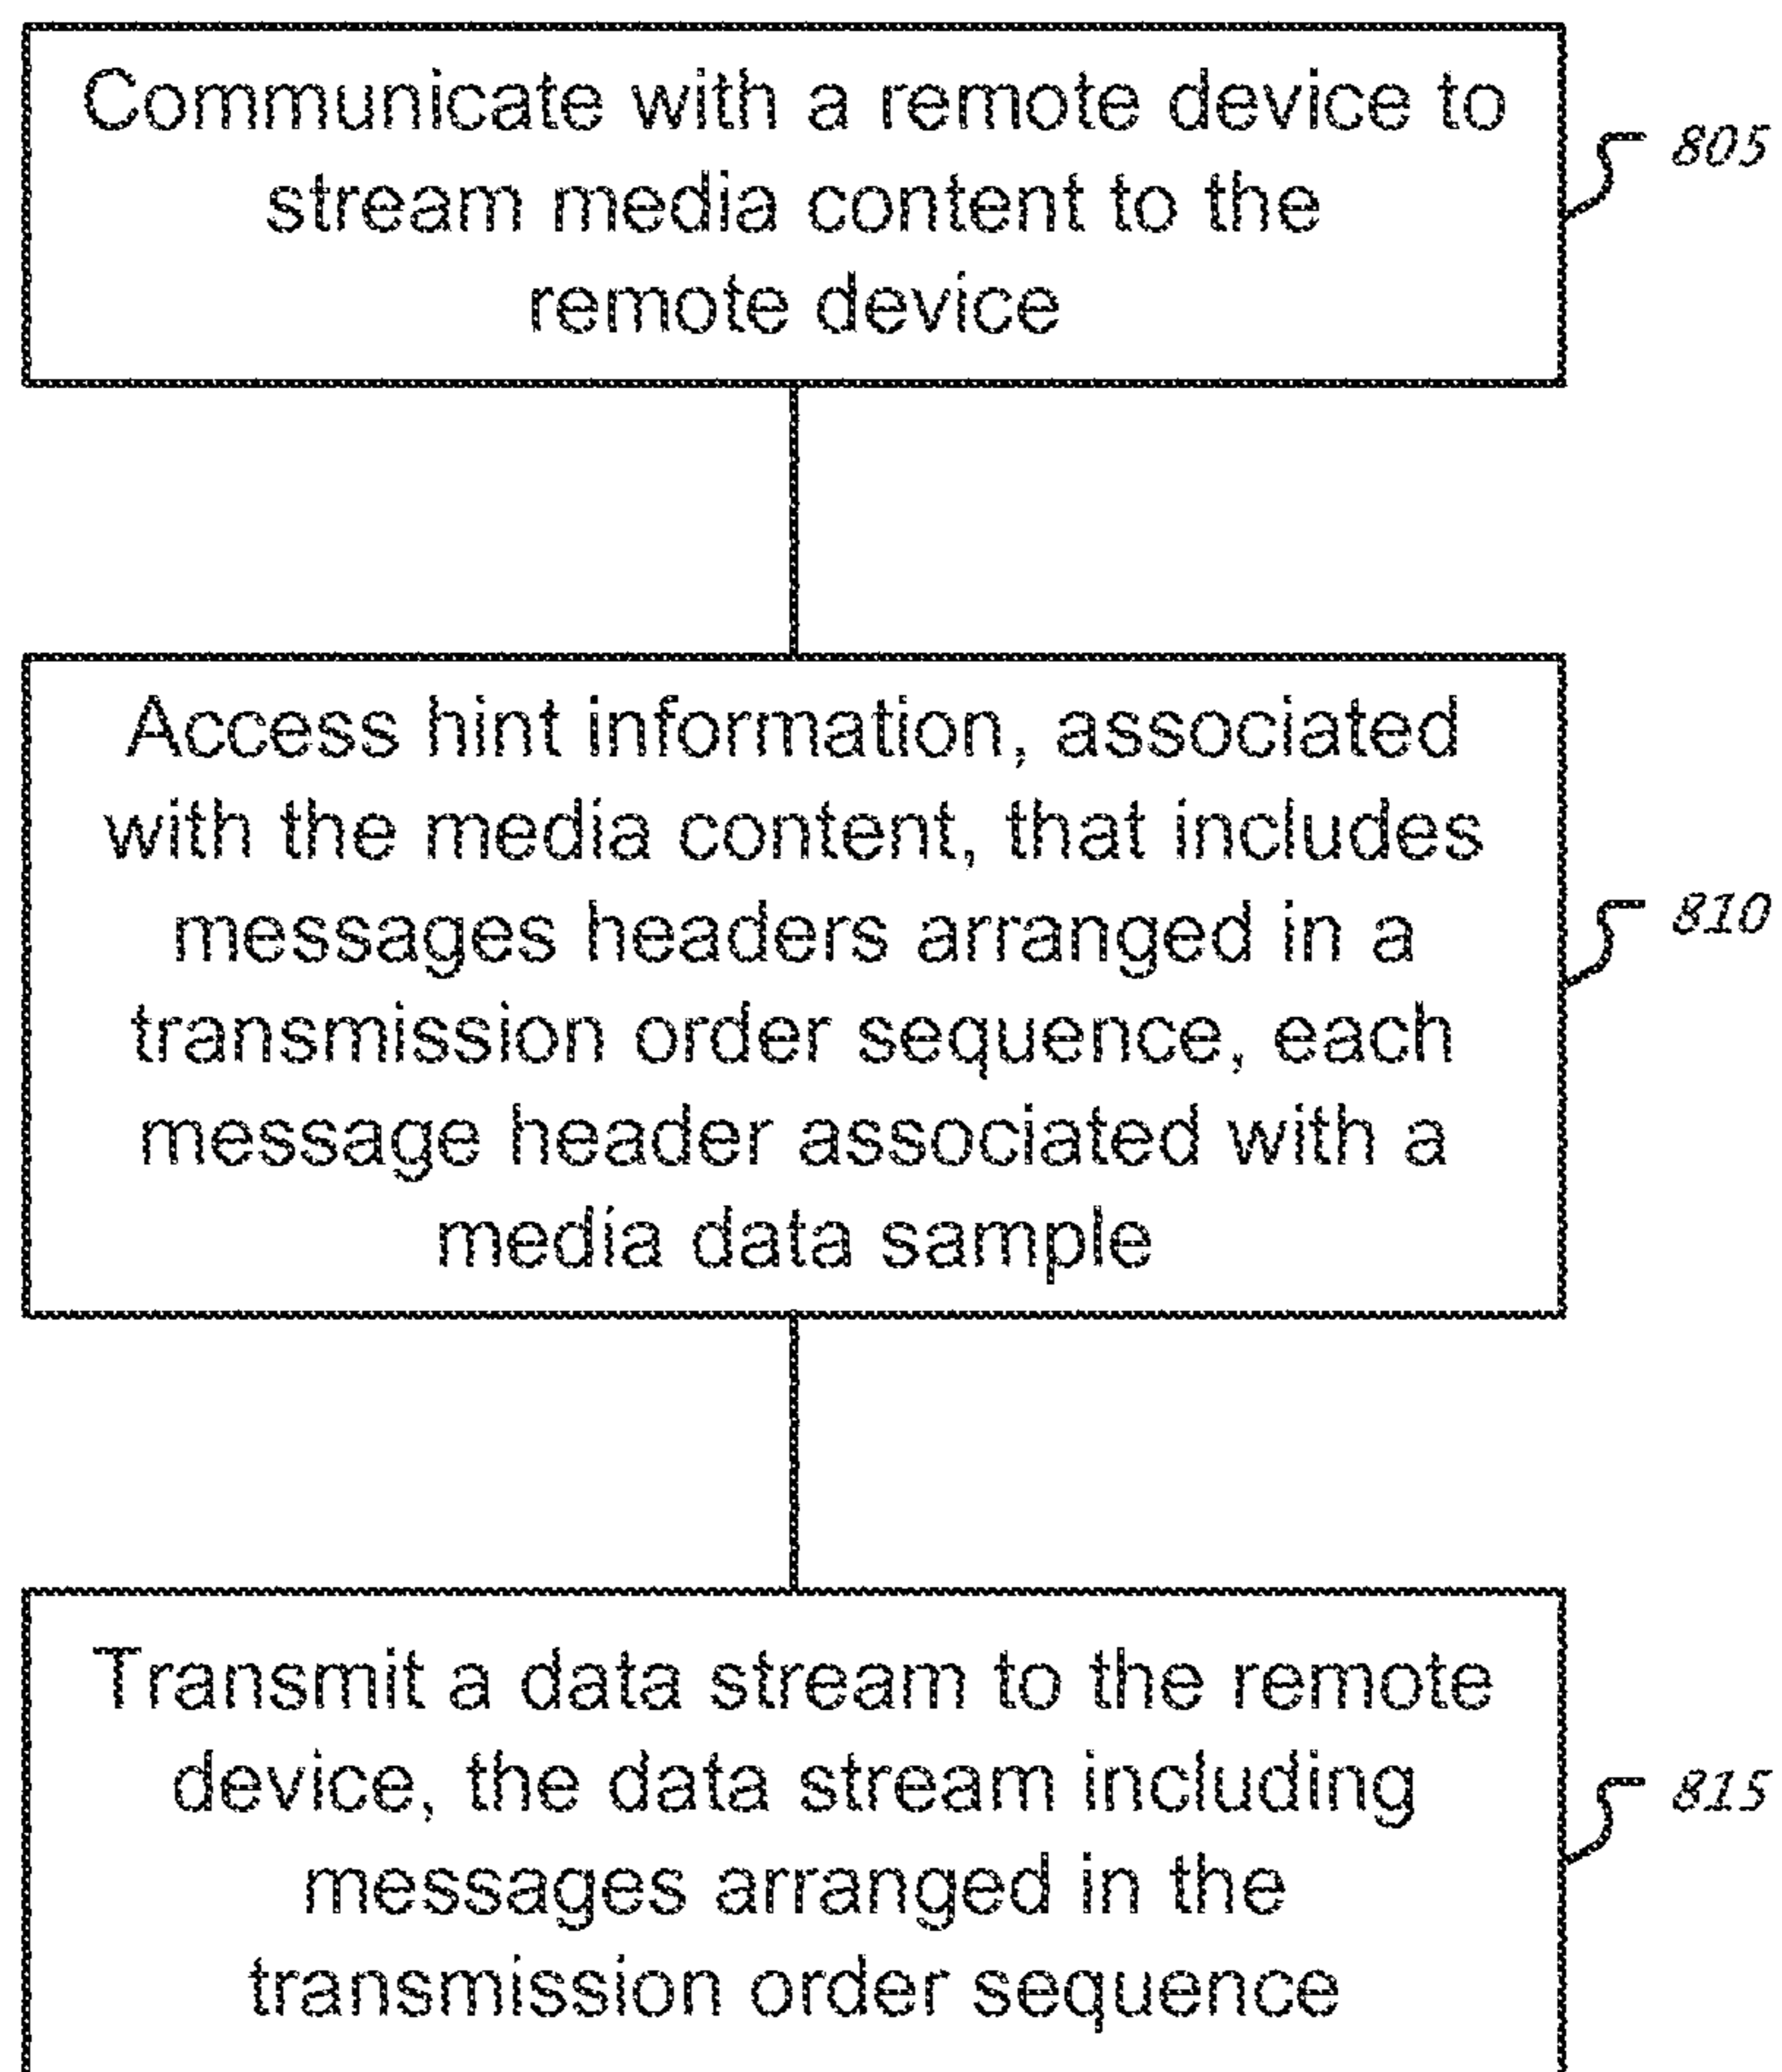 Communicate with a remote device to
stream media content to the
remote device
805
Access hint information, associated
with the media content, that includes
messages headers arranged in a
transmission order sequence, each
message header associated with a
media data sample
810
Transmit a data stream to the remote
device, the data stream including
messages arranged in the
transmission order sequence
815